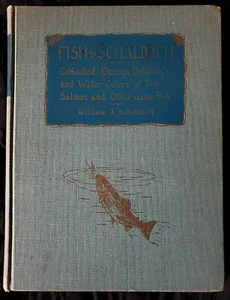 FISH by SCHALDACH
Collected Etchings, Drawings
and Water Colors of Trout,
Salmon and Other Game Fish
William J. Schaldach